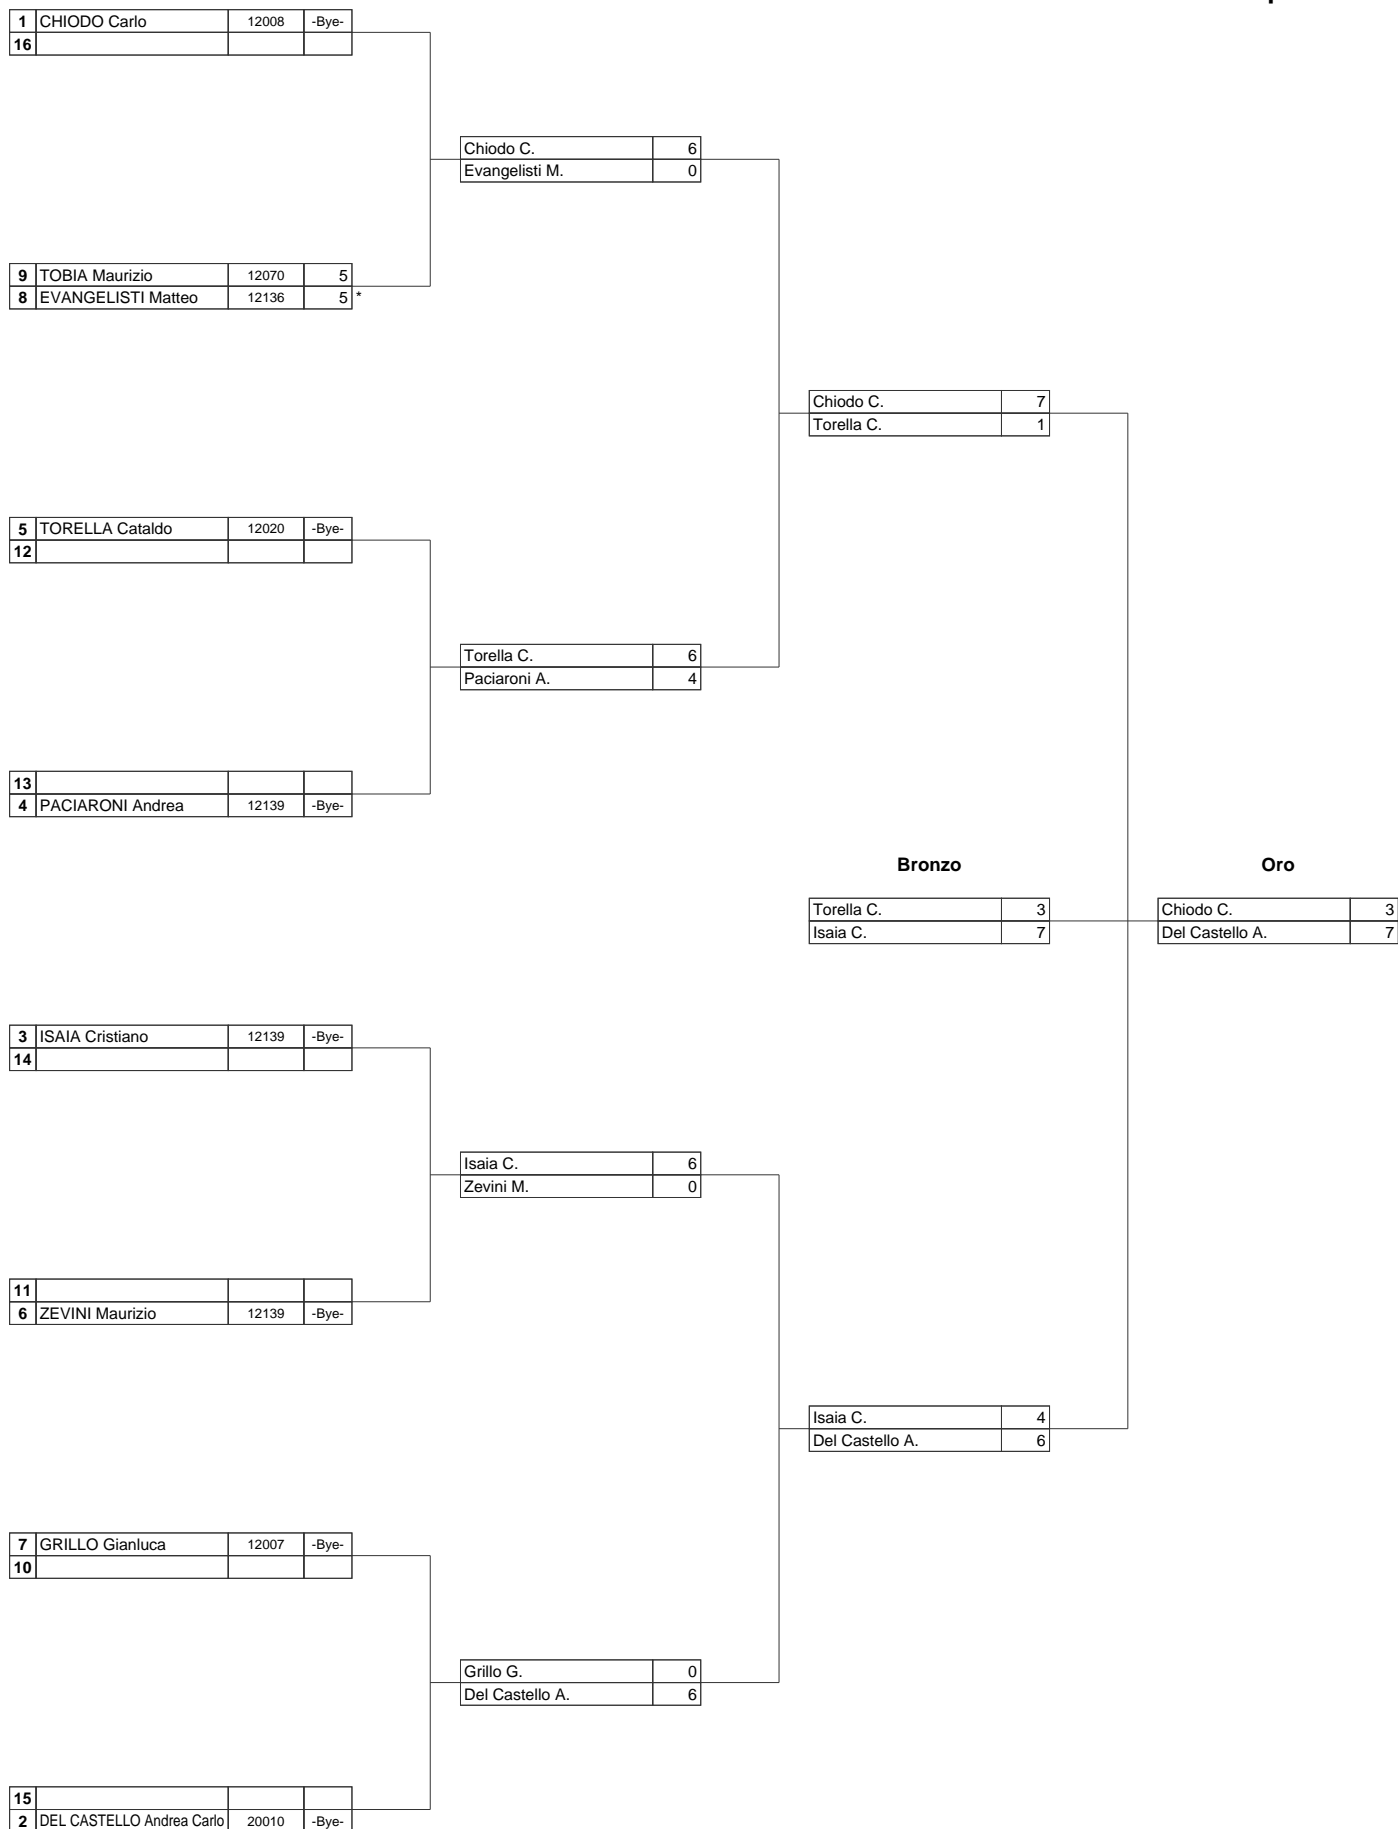 1 CHIODO Carlo 12008 -Bye-
16
Chiodo C. 6
Evangelisti M. 0
9 TOBIA Maurizio 12070 5
8 EVANGELISTI Matteo 12136 5 *
Chiodo C. 7
Torella C. 1
5 TORELLA Cataldo 12020 -Bye-
12
Torella C. 6
Paciaroni A. 4
13
4 PACIARONI Andrea 12139 -Bye-
Bronzo Oro
Torella C. 3 Chiodo C. 3
Isaia C. 7 Del Castello A. 7
3 ISAIA Cristiano 12139 -Bye-
14
Isaia C. 6
Zevini M. 0
11
6 ZEVINI Maurizio 12139 -Bye-
Isaia C. 4
Del Castello A. 6
7 GRILLO Gianluca 12007 -Bye-
10
Grillo G. 0
Del Castello A. 6
15
2 DEL CASTELLO Andrea Carlo 20010 -Bye-